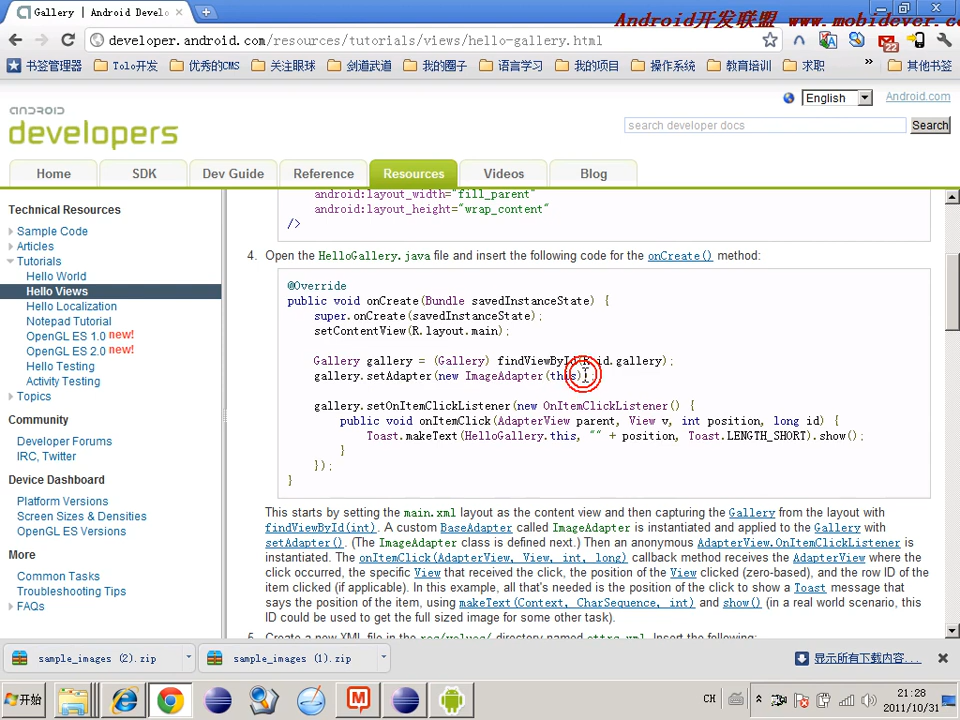 Gallery | Android Develo
Android开发联盟 www.mobidever.c
developer.android.com/resources/tutorials/views/hello-gallery.html
22
书签管理器 Tolo开发 优秀的CMS 关注眼球 剑道武道 我的圈子 语言学习 我的项目 操作系统 教育培训 求职 » 其他书签
English Android.com
ANDROID
developers
search developer docs Search
Home SDK Dev Guide Reference Resources Videos Blog
Technical Resources
Sample Code
Articles
Tutorials
Hello World
Hello Views
Hello Localization
Notepad Tutorial
OpenGL ES 1.0 new!
OpenGL ES 2.0 new!
Hello Testing
Activity Testing
Topics
Community
Developer Forums
IRC, Twitter
Device Dashboard
Platform Versions
Screen Sizes & Densities
OpenGL ES Versions
More
Common Tasks
Troubleshooting Tips
FAQs
android:layout_width="fill_parent"
android:layout_height="wrap_content"
/>
4. Open the HelloGallery.java file and insert the following code for the onCreate() method:
@Override
public void onCreate(Bundle savedInstanceState) {
super.onCreate(savedInstanceState);
setContentView(R.layout.main);
Gallery gallery = (Gallery) findViewById(R.id.gallery);
gallery.setAdapter(new ImageAdapter(this));
gallery.setOnItemClickListener(new OnItemClickListener() {
public void onItemClick(AdapterView parent, View v, int position, long id) {
Toast.makeText(HelloGallery.this, "" + position, Toast.LENGTH_SHORT).show();
}
});
}
This starts by setting the main.xml layout as the content view and then capturing the Gallery from the layout with
findViewById(int). A custom BaseAdapter called ImageAdapter is instantiated and applied to the Gallery with
setAdapter(). (The ImageAdapter class is defined next.) Then an anonymous AdapterView.OnItemClickListener is
instantiated. The onItemClick(AdapterView, View, int, long) callback method receives the AdapterView where the
click occurred, the specific View that received the click, the position of the View clicked (zero-based), and the row ID of the
item clicked (if applicable). In this example, all that's needed is the position of the click to show a Toast message that
says the position of the item, using makeText(Context, CharSequence, int) and show() (in a real world scenario, this
ID could be used to get the full sized image for some other task).
5. Create a new XML file in the res/values/ directory named attrs.xml. Insert the following:
sample_images (2).zip sample_images (1).zip 显示所有下载内容...
开始 CH 21:28
2011/10/31